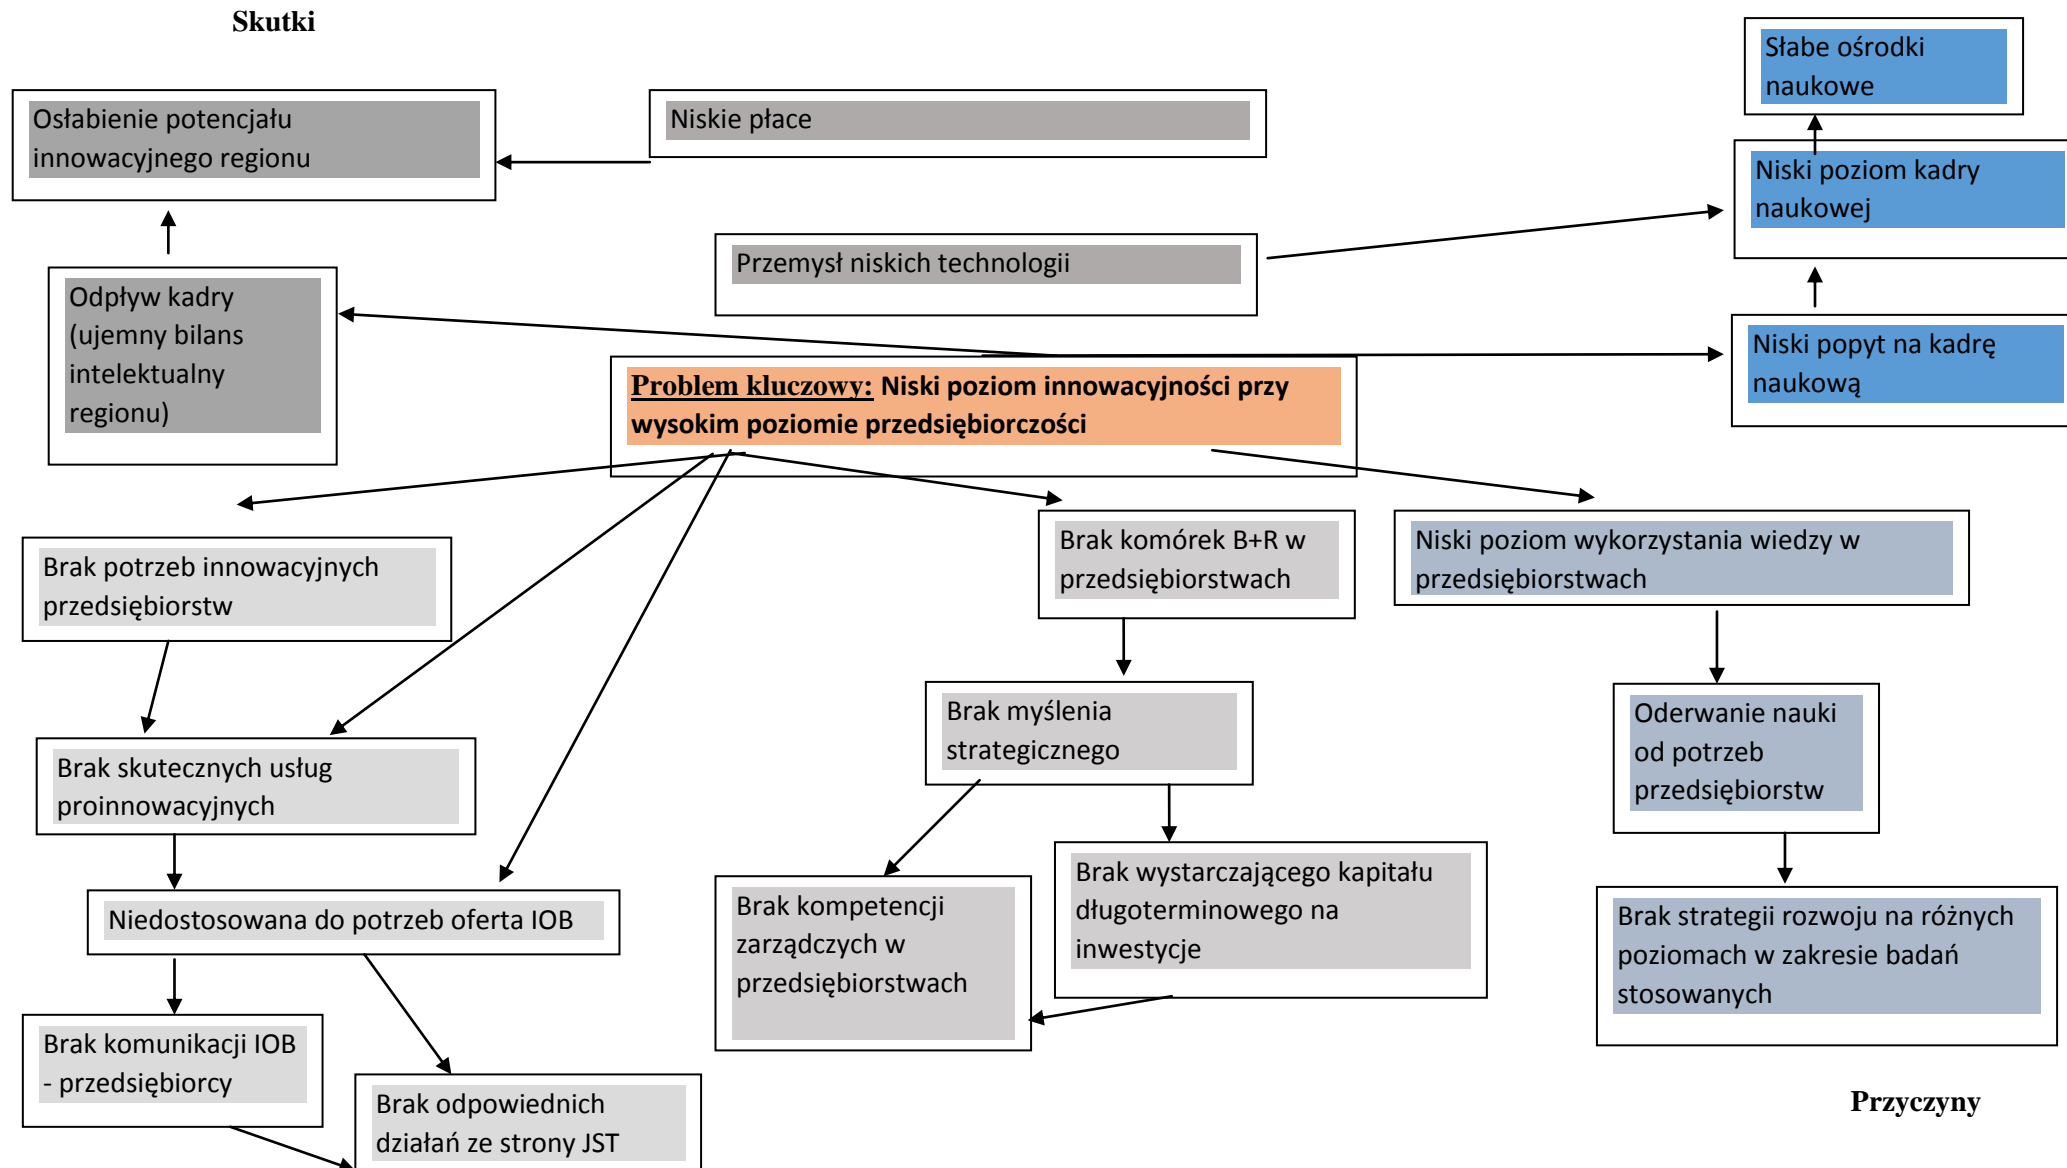 Skutki
Słabe ośrodki
naukowe
Osłabienie potencjału
innowacyjnego regionu
Niskie płace
Niski poziom kadry
naukowej
Przemysł niskich technologii
Odpływ kadry
(ujemny bilans
intelektualny
regionu)
Niski popyt na kadrę
naukową
Problem kluczowy: Niski poziom innowacyjności przy
wysokim poziomie przedsiębiorczości
Brak potrzeb innowacyjnych
przedsiębiorstw
Brak komórek B+R w
przedsiębiorstwach
Niski poziom wykorzystania wiedzy w
przedsiębiorstwach
Brak skutecznych usług
proinnowacyjnych
Brak myślenia
strategicznego
Oderwanie nauki
od potrzeb
przedsiębiorstw
Niedostosowana do potrzeb oferta IOB
Brak kompetencji
zarządczych w
przedsiębiorstwach
Brak wystarczającego kapitału
długoterminowego na
inwestycje
Brak strategii rozwoju na różnych
poziomach w zakresie badań
stosowanych
Brak komunikacji IOB
- przedsiębiorcy
Brak odpowiednich
działań ze strony JST
Przyczyny